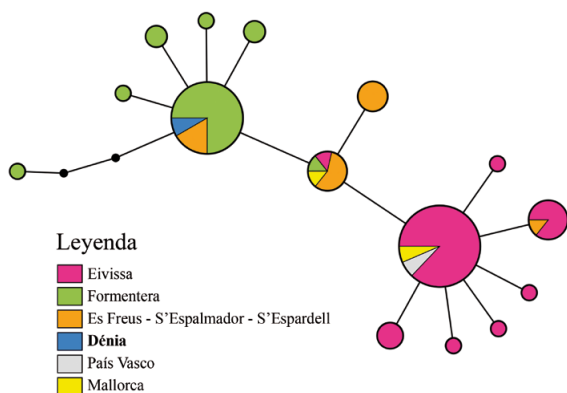 Leyenda
Eivissa
Formentera
Es Freus - S'Espalmador - S'Espardell
Dénia
País Vasco
Mallorca